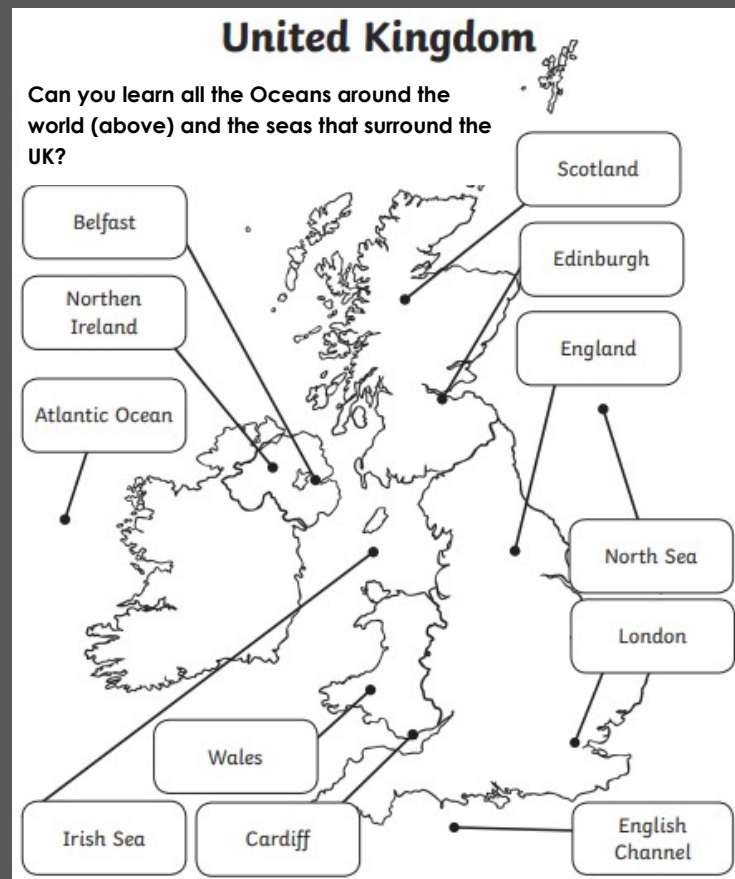 United Kingdom
Can you learn all the Oceans around the
world (above) and the seas that surround the
UK?
Scotland
Belfast
Edinburgh
Northen
Ireland
England
Atlantic Ocean
North Sea
London
Wales
Irish Sea
Cardiff
English
Channel